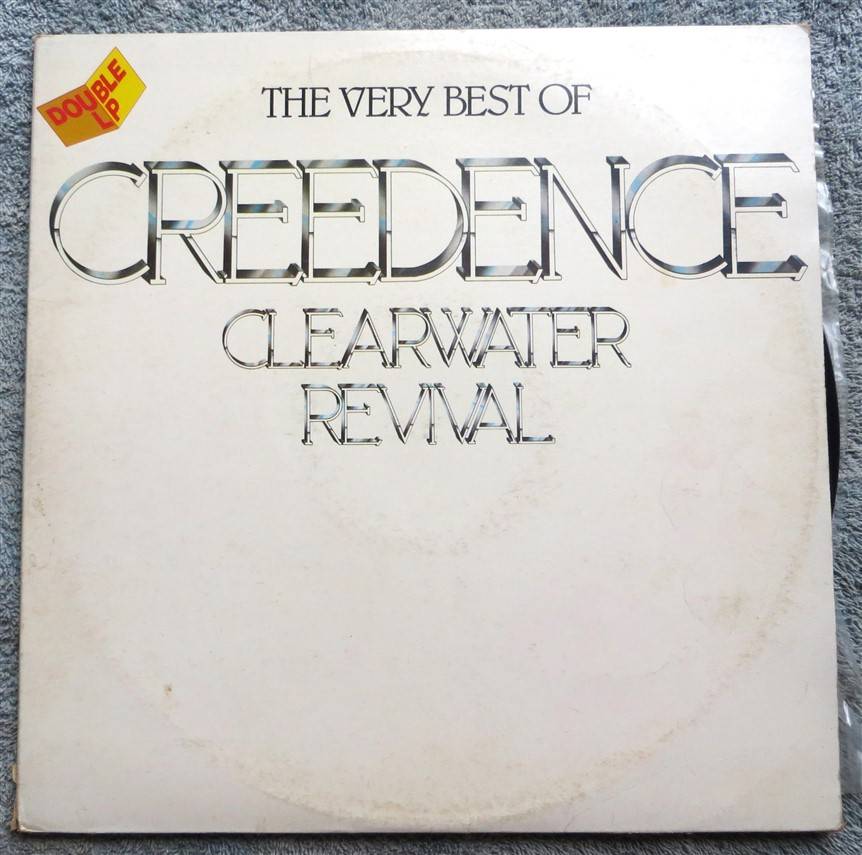 DOUBLE
LP
THE VERY BEST OF
CREEDENCE
CLEARWATER
REVIVAL